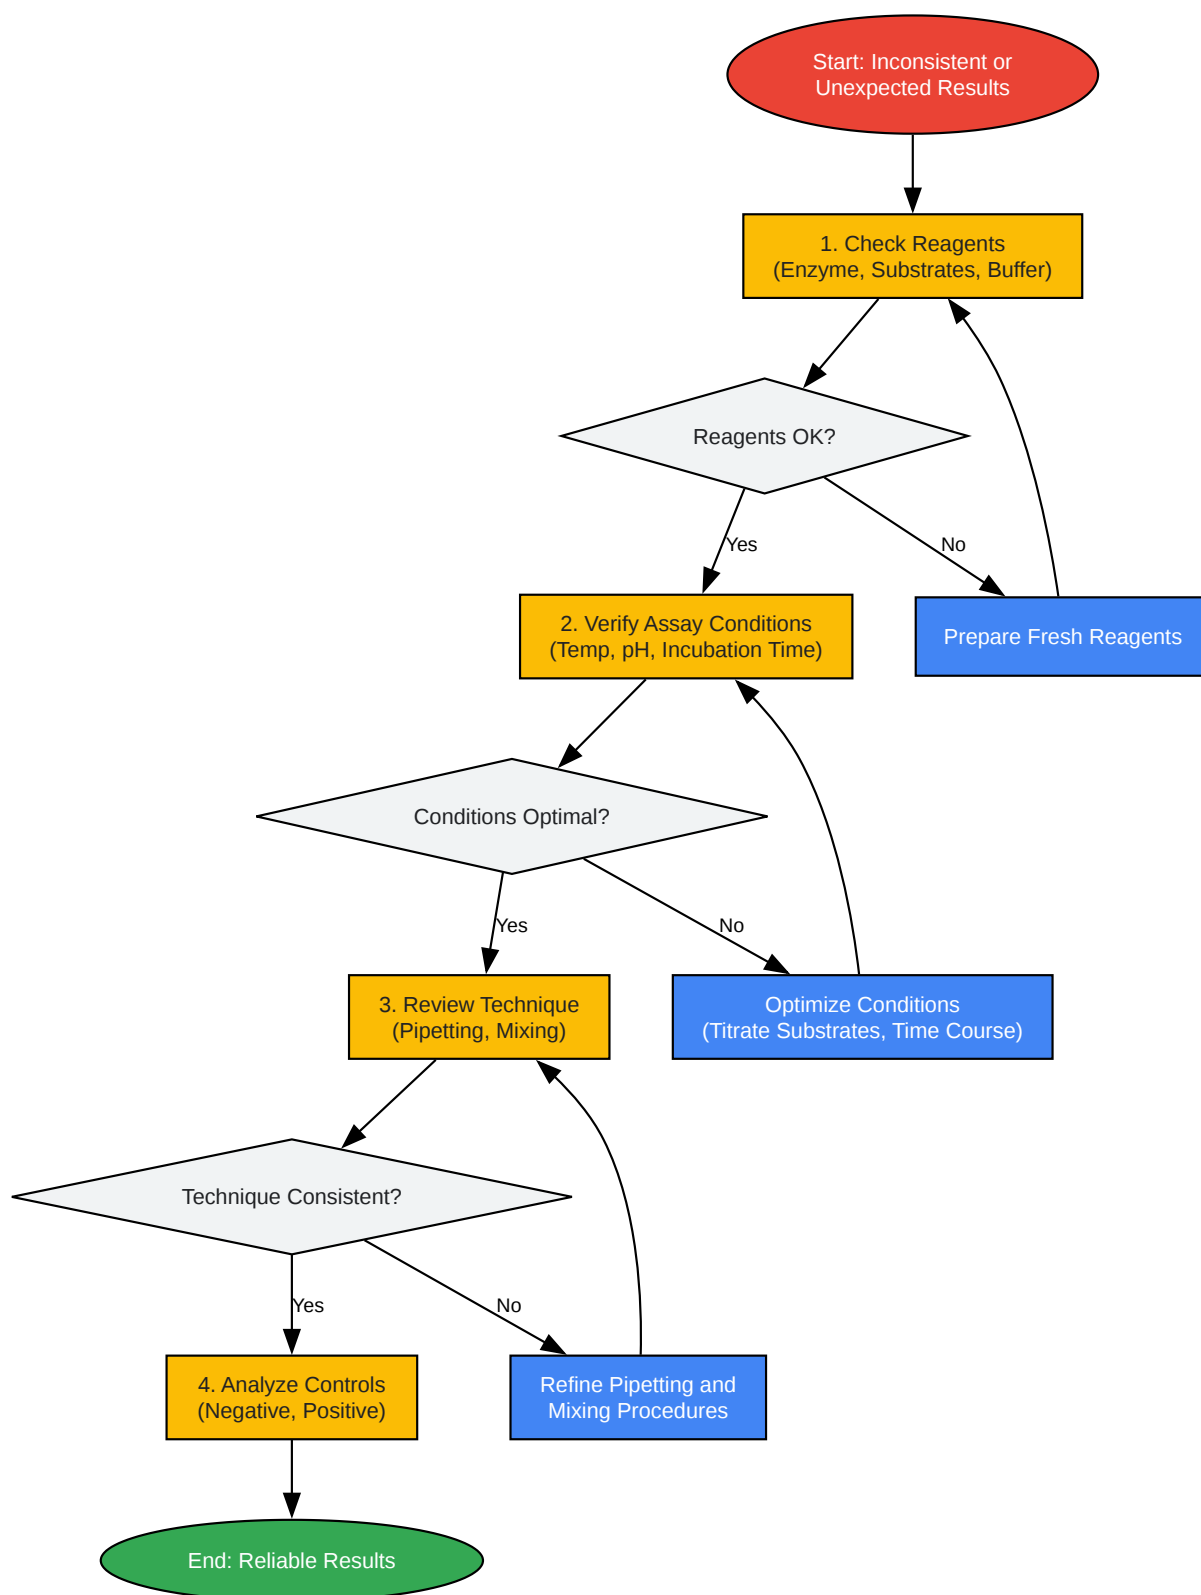 Start: Inconsistent or
Unexpected Results
1. Check Reagents
(Enzyme, Substrates, Buffer)
Reagents OK?
Yes
No
2. Verify Assay Conditions
(Temp, pH, Incubation Time)
Prepare Fresh Reagents
Conditions Optimal?
Yes
No
3. Review Technique
(Pipetting, Mixing)
Optimize Conditions
(Titrate Substrates, Time Course)
Technique Consistent?
Yes
No
4. Analyze Controls
(Negative, Positive)
Refine Pipetting and
Mixing Procedures
End: Reliable Results